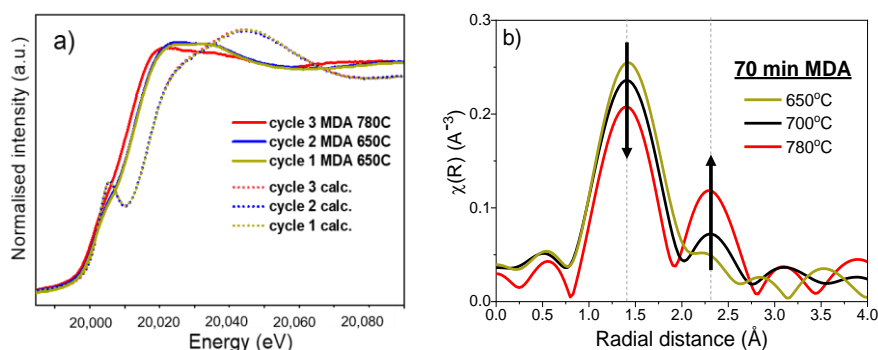 a)
Normalised intensity (a.u.)
cycle 3 MDA 780C
cycle 2 MDA 650C
cycle 1 MDA 650C
cycle 3 calc.
cycle 2 calc.
cycle 1 calc.
20,000 20,020 20,040 20,060 20,080
Energy (eV)
b)
χ(R) (A⁻³)
0.3
0.2
0.1
0.0
70 min MDA
650°C
700°C
780°C
0.0 0.5 1.0 1.5 2.0 2.5 3.0 3.5 4.0
Radial distance (Å)